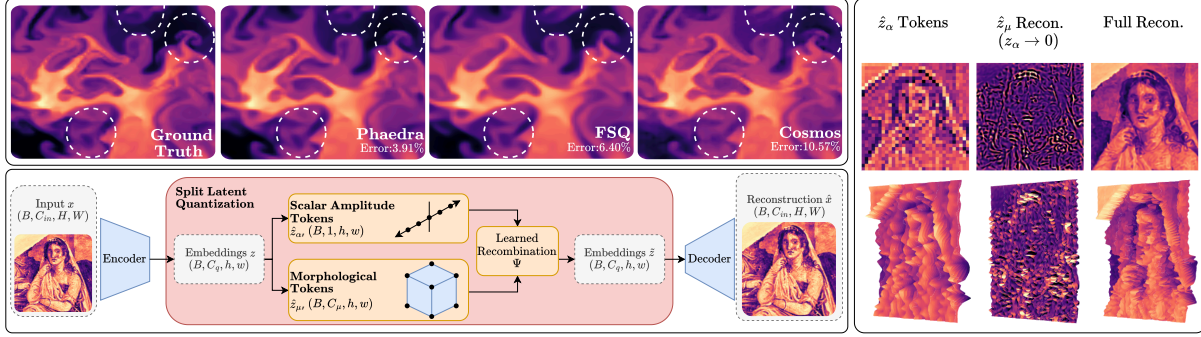 Ground
Truth
Phaedra
Error:3.91%
FSQ
Error:6.40%
Cosmos
Error:10.57%
Input x
(B, C_in, H, W)
Encoder
Split Latent
Quantization
Embeddings z
(B, C_q, h, w)
Scalar Amplitude
Tokens
ẑ_α, (B, 1, h, w)
Morphological
Tokens
ẑ_μ, (B, C_μ, h, w)
Learned
Recombination
Ψ
Embeddings z̃
(B, C_q, h, w)
Decoder
Reconstruction x̂
(B, C_in, H, W)
ẑ_α Tokens
ẑ_μ Recon.
(z_α → 0)
Full Recon.